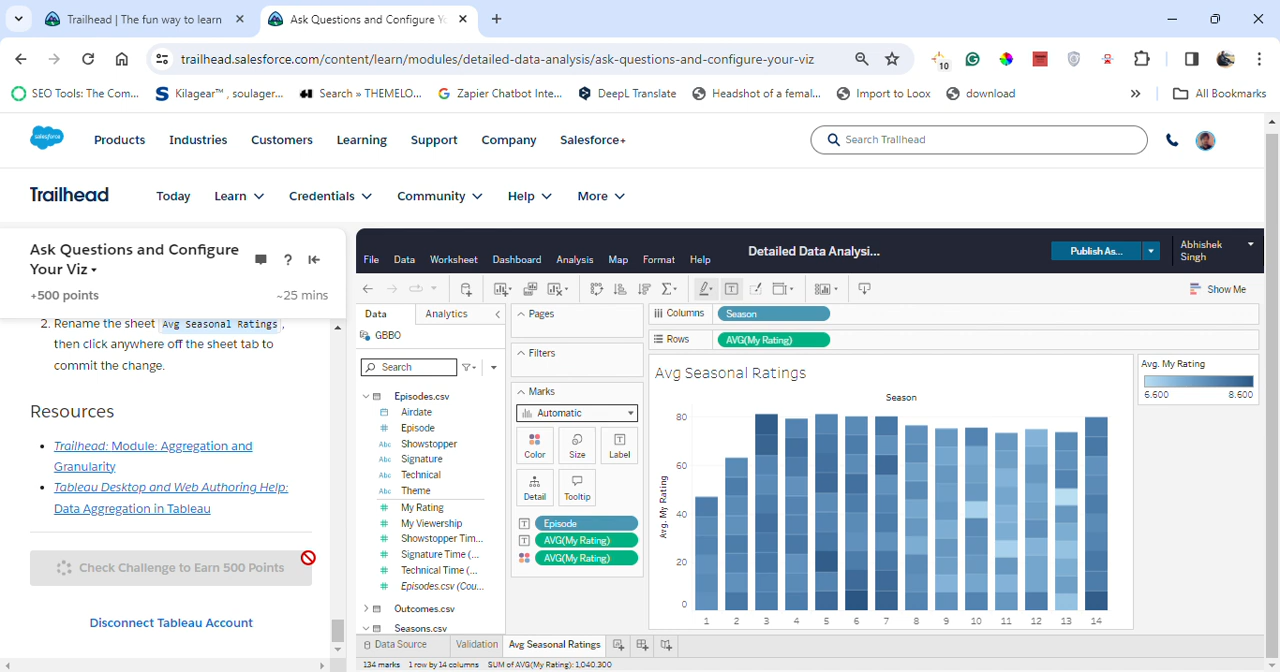 Trailhead | The fun way to learn
Ask Questions and Configure Yo
trailhead.salesforce.com/content/learn/modules/detailed-data-analysis/ask-questions-and-configure-your-viz
10
SEO Tools: The Com...
Kilagear™ , soulager...
Search » THEMELO...
Zapier Chatbot Inte...
DeepL Translate
Headshot of a femal...
Import to Loox
download
»
All Bookmarks
salesforce
Products
Industries
Customers
Learning
Support
Company
Salesforce+
Search Trailhead
Trailhead
Today
Learn
Credentials
Community
Help
More
Ask Questions and Configure
Your Viz
+500 points
~25 mins
2. Rename the sheet Avg Seasonal Ratings,
then click anywhere off the sheet tab to
commit the change.
Resources
Trailhead: Module: Aggregation and
Granularity
Tableau Desktop and Web Authoring Help:
Data Aggregation in Tableau
Check Challenge to Earn 500 Points
Disconnect Tableau Account
File
Data
Worksheet
Dashboard
Analysis
Map
Format
Help
Detailed Data Analysi...
Publish As...
Abhishek
Singh
Show Me
Data
Analytics
GBBO
Search
Episodes.csv
Airdate
Episode
Abc Showstopper
Abc Signature
Abc Technical
Abc Theme
My Rating
My Viewership
Showstopper Tim...
Signature Time (...
Technical Time (...
Episodes.csv (Cou...
Outcomes.csv
Seasons.csv
Pages
Filters
Marks
Automatic
Color
Size
Label
Detail
Tooltip
Episode
AVG(My Rating)
AVG(My Rating)
Columns
Season
Rows
AVG(My Rating)
Avg Seasonal Ratings
Season
Avg. My Rating
80
60
40
20
0
1 2 3 4 5 6 7 8 9 10 11 12 13 14
Avg. My Rating
6.600
8.600
Data Source
Validation
Avg Seasonal Ratings
134 marks
1 row by 14 columns
SUM of AVG(My Rating): 1,040.300